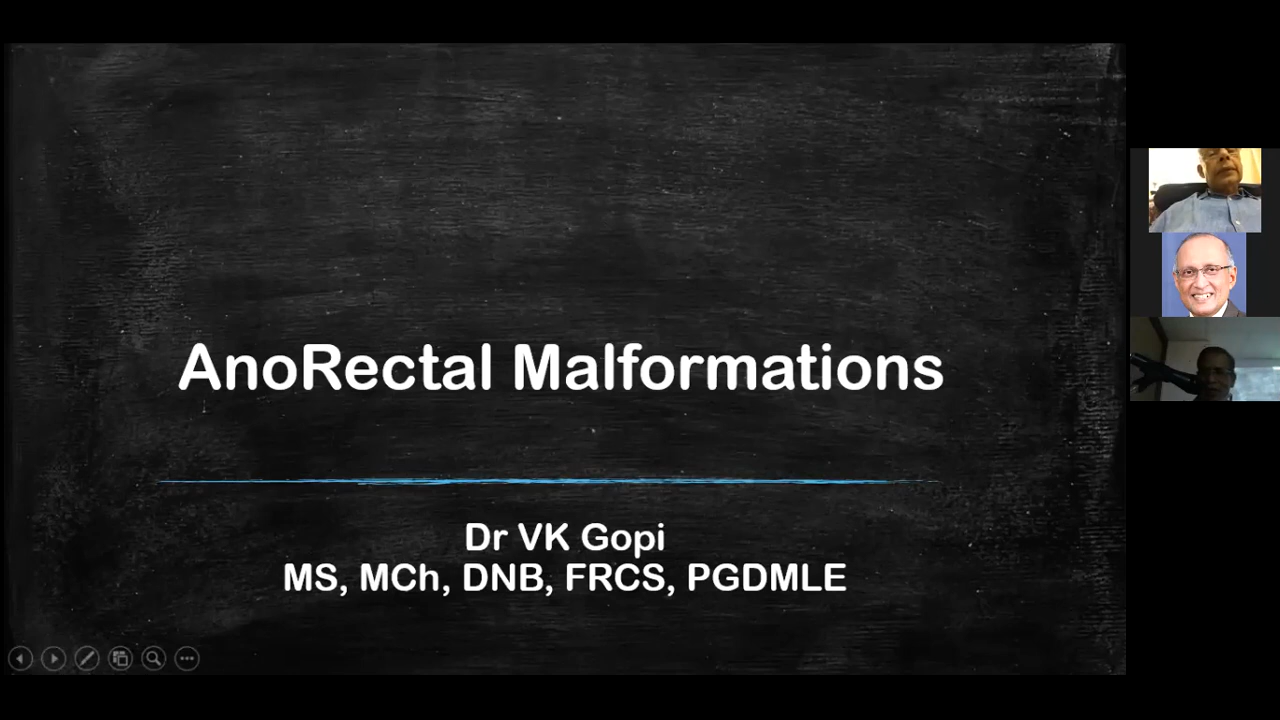 AnoRectal Malformations
Dr VK Gopi
MS, MCh, DNB, FRCS, PGDMLE